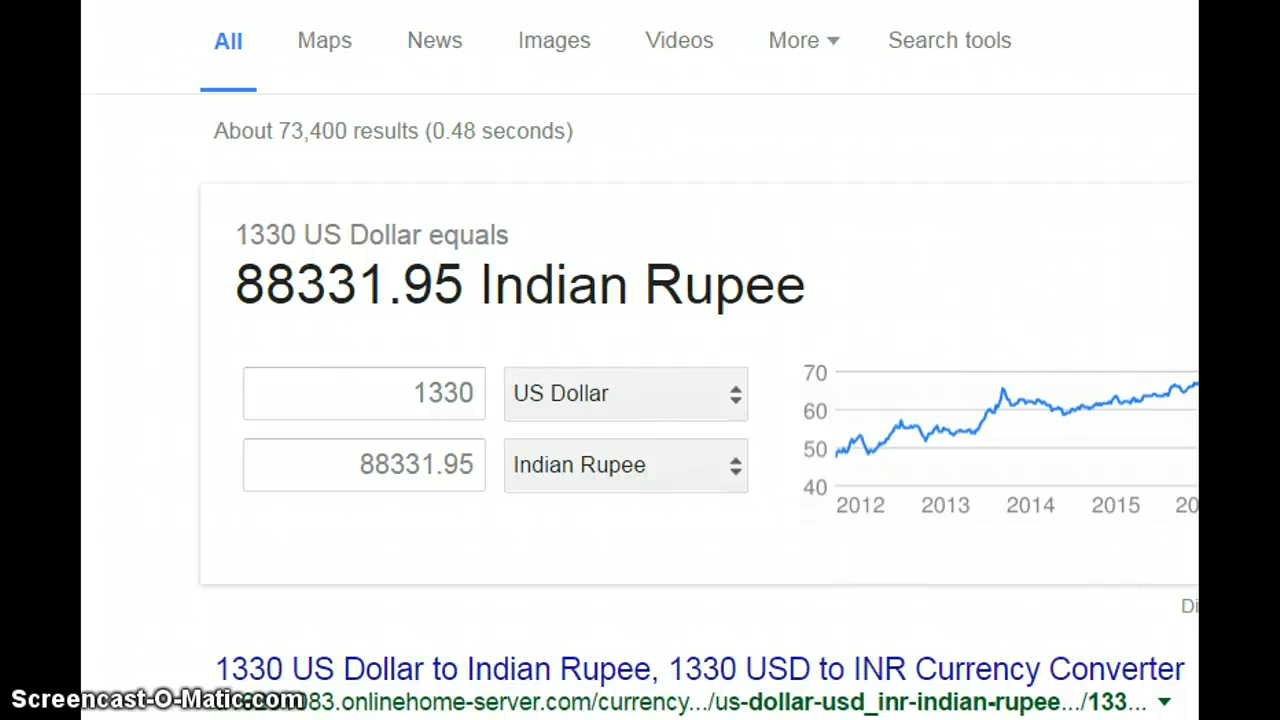 All Maps News Images Videos More Search tools
About 73,400 results (0.48 seconds)
1330 US Dollar equals
88331.95 Indian Rupee
1330 US Dollar
88331.95 Indian Rupee
70
60
50
40
2012 2013 2014 2015 20
Di
1330 US Dollar to Indian Rupee, 1330 USD to INR Currency Converter
083.onlinehome-server.com/currency.../us-dollar-usd_inr-indian-rupee.../133...
Screencast-O-Matic.com